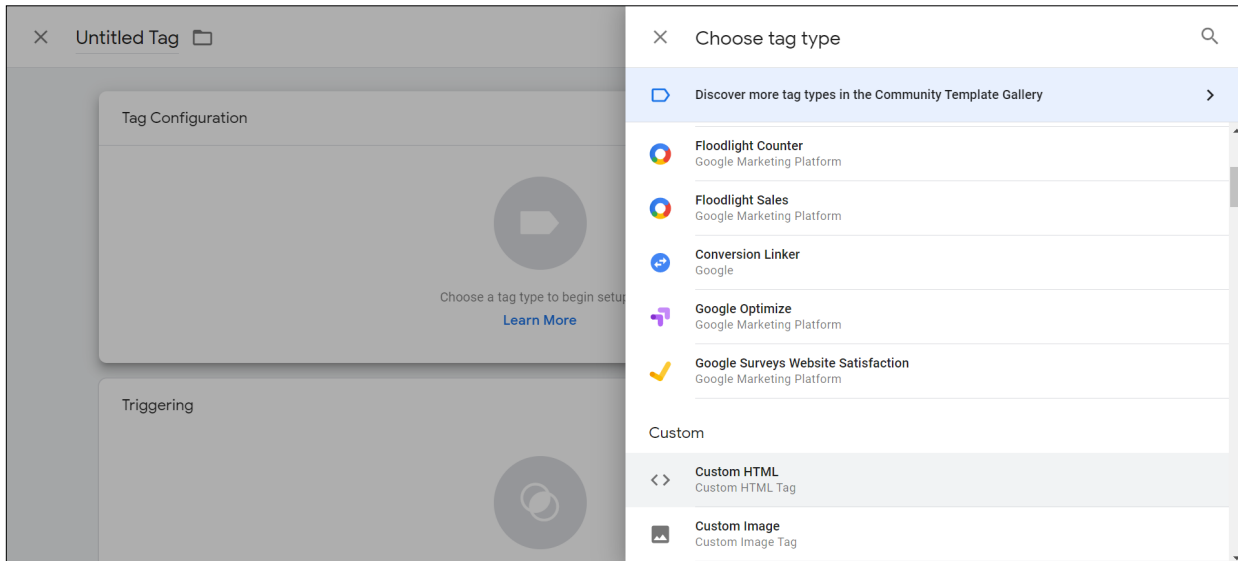 Untitled Tag
Tag Configuration
Choose a tag type to begin setup
Learn More
Triggering
Choose tag type
Discover more tag types in the Community Template Gallery
Floodlight Counter
Google Marketing Platform
Floodlight Sales
Google Marketing Platform
Conversion Linker
Google
Google Optimize
Google Marketing Platform
Google Surveys Website Satisfaction
Google Marketing Platform
Custom
Custom HTML
Custom HTML Tag
Custom Image
Custom Image Tag